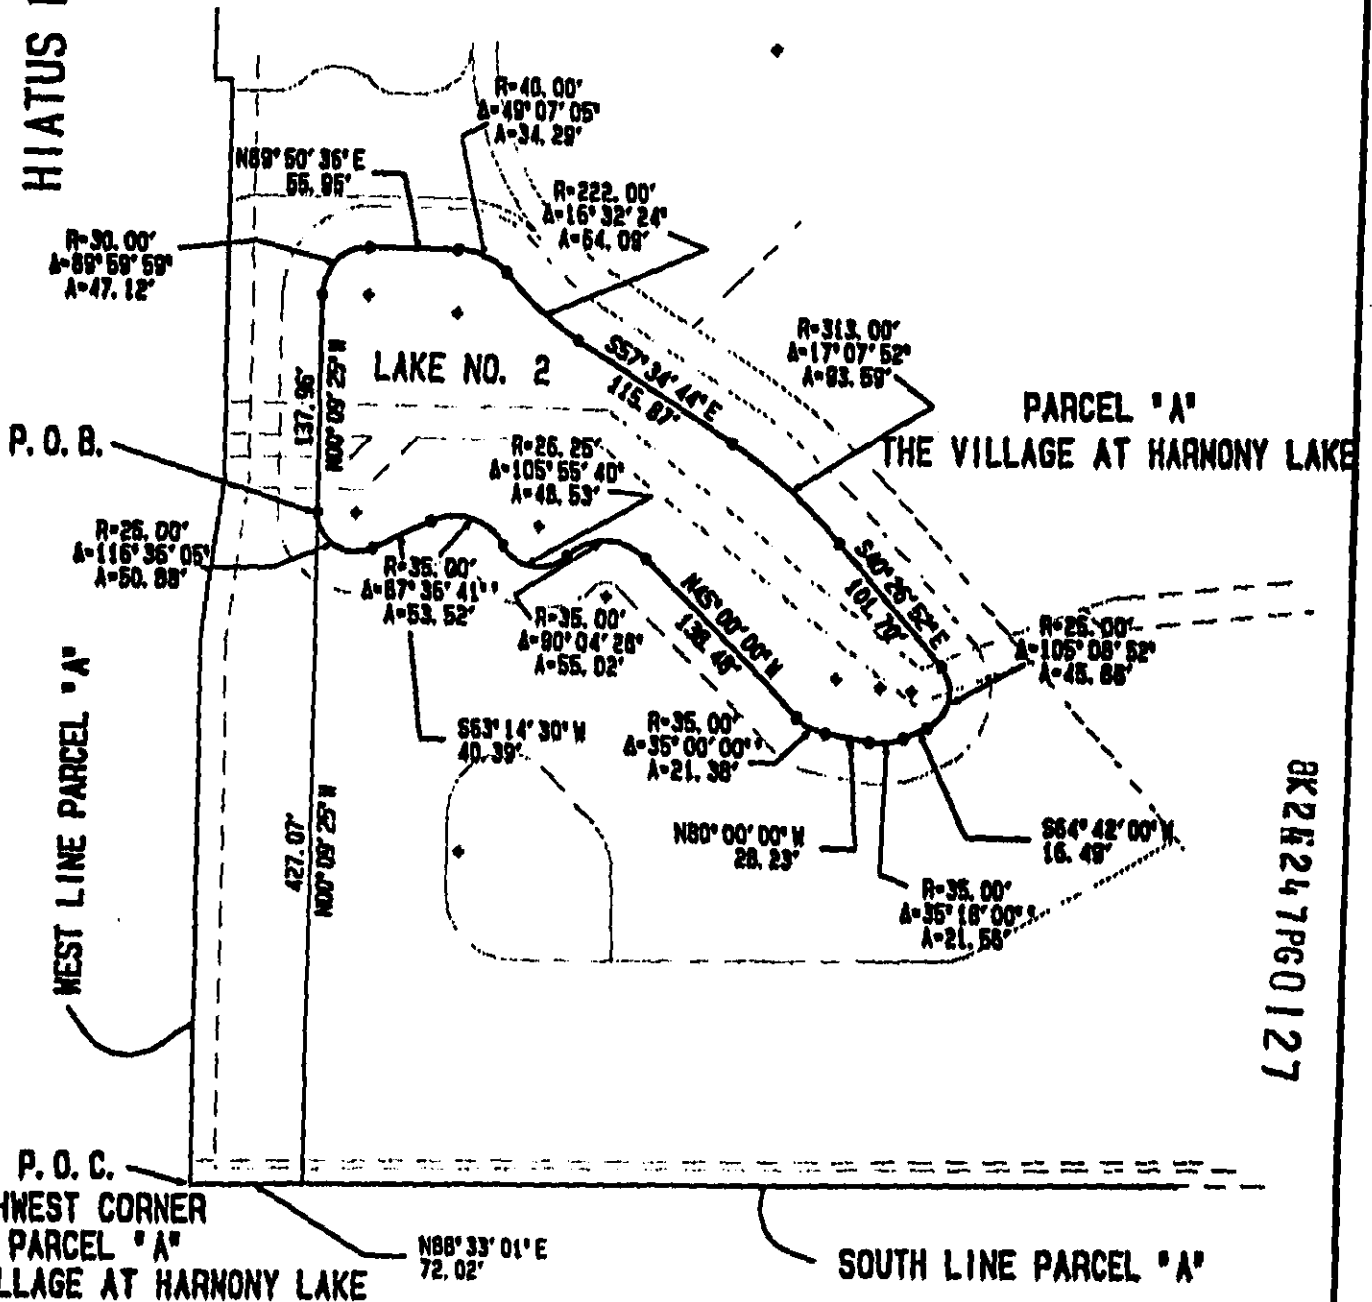 HIATUS
R=40.00'
Δ=49°07'05"
A=34.29'
N89°50'35"E
55.95'
R=222.00'
Δ=16°32'24"
A=64.09'
R=30.00'
Δ=89°59'59"
A=47.12'
R=313.00'
Δ=17°07'52"
A=93.59'
LAKE NO. 2
S57°34'44"E
115.87'
137.96'
N00°09'25"W
PARCEL "A"
THE VILLAGE AT HARMONY LAKE
P.O.B.
R=26.25'
Δ=105°55'40"
A=48.53'
R=25.00'
Δ=116°36'05"
A=50.88'
R=35.00'
Δ=87°36'41"
A=53.52'
R=35.00'
Δ=90°04'26"
A=55.02'
N45°00'00"W
138.46'
S40°26'52"E
101.70'
R=25.00'
Δ=105°08'52"
A=45.88'
S63°14'30"W
40.39'
R=35.00'
Δ=35°00'00"
A=21.38'
N80°00'00"W
28.23'
S64°42'00"W
16.49'
R=35.00'
Δ=35°18'00"
A=21.56'
WEST LINE PARCEL "A"
427.07'
N00°09'25"W
BK24247PG0127
P.O.C.
HWEST CORNER
PARCEL "A"
LLAGE AT HARMONY LAKE
N88°33'01"E
72.02'
SOUTH LINE PARCEL "A"